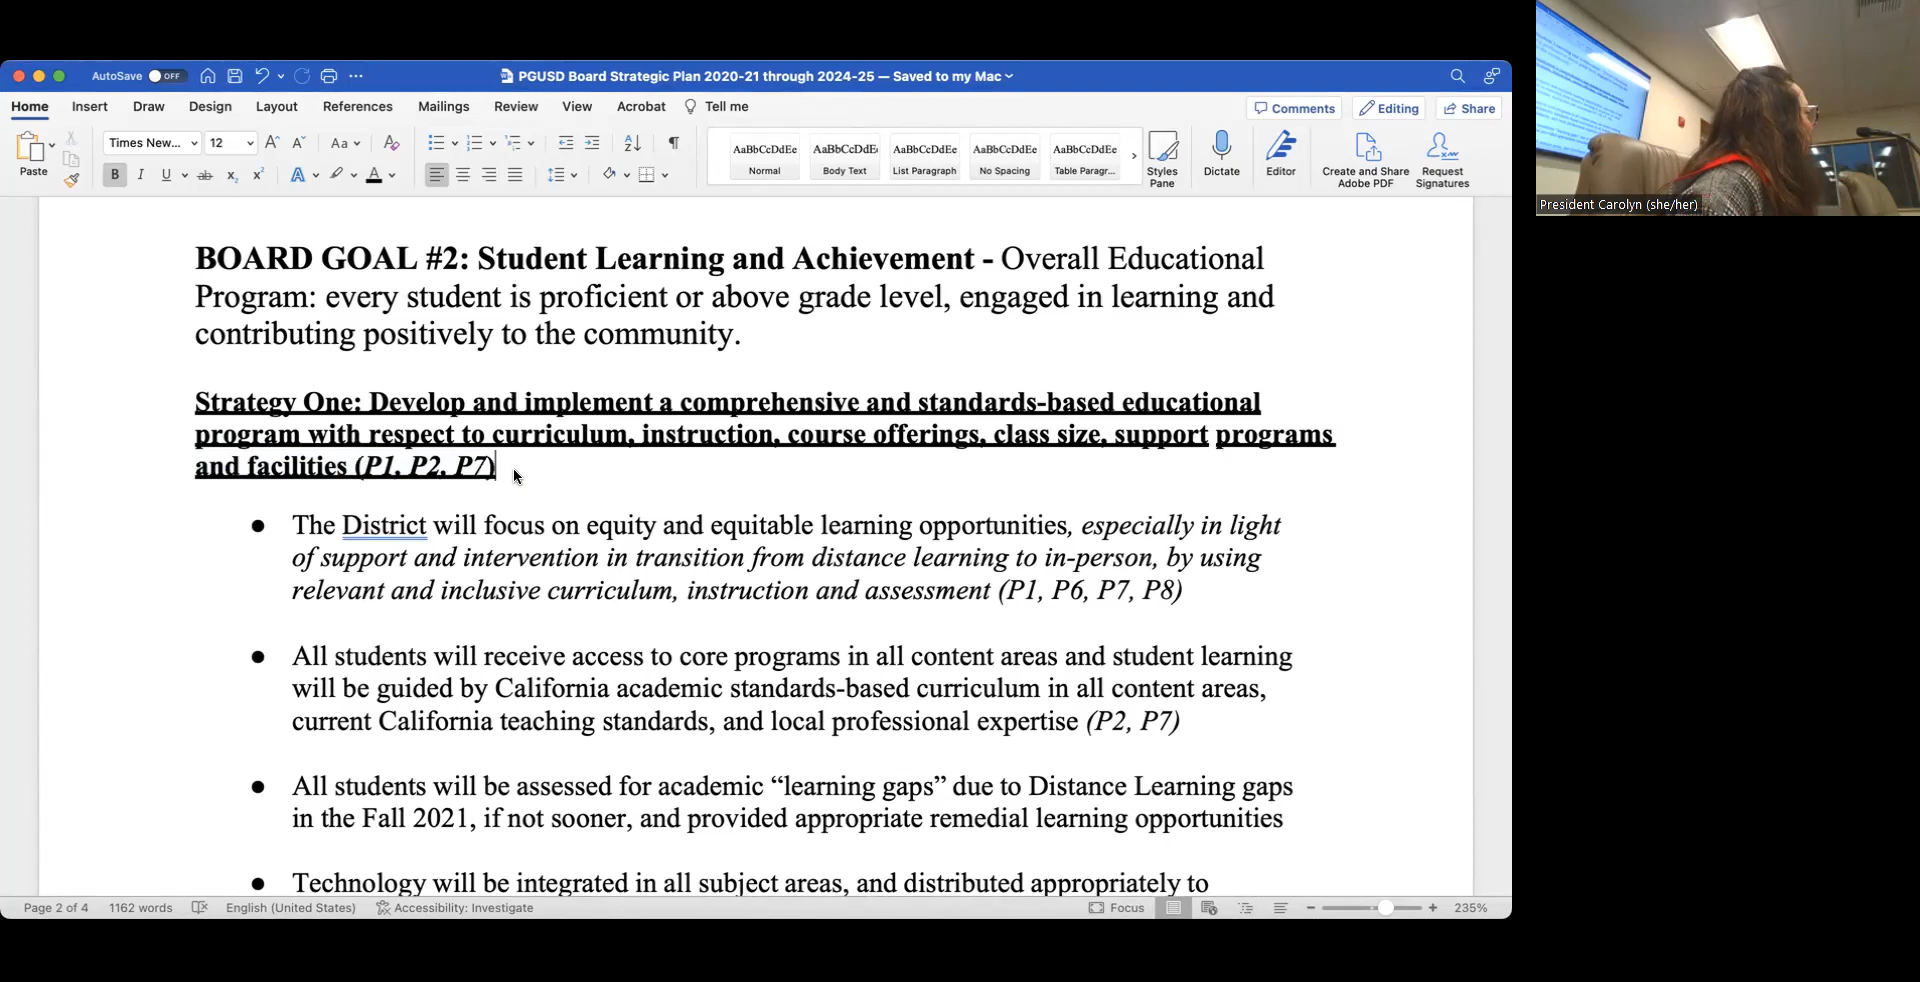 AutoSave OFF
PGUSD Board Strategic Plan 2020-21 through 2024-25 — Saved to my Mac
Home Insert Draw Design Layout References Mailings Review View Acrobat Tell me
Comments Editing Share
Paste
Times New... 12
Aa
B I U ab x₂ x²
A A
AaBbCcDdEe AaBbCcDdE AaBbCcDdEe AaBbCcDdEe AaBbCcDdEe
Normal Body Text List Paragraph No Spacing Table Paragr...
Styles Pane
Dictate
Editor
Create and Share Adobe PDF
Request Signatures
BOARD GOAL #2: Student Learning and Achievement - Overall Educational
Program: every student is proficient or above grade level, engaged in learning and
contributing positively to the community.
Strategy One: Develop and implement a comprehensive and standards-based educational
program with respect to curriculum, instruction, course offerings, class size, support programs
and facilities (P1, P2, P7)
● The District will focus on equity and equitable learning opportunities, especially in light
of support and intervention in transition from distance learning to in-person, by using
relevant and inclusive curriculum, instruction and assessment (P1, P6, P7, P8)
● All students will receive access to core programs in all content areas and student learning
will be guided by California academic standards-based curriculum in all content areas,
current California teaching standards, and local professional expertise (P2, P7)
● All students will be assessed for academic “learning gaps” due to Distance Learning gaps
in the Fall 2021, if not sooner, and provided appropriate remedial learning opportunities
● Technology will be integrated in all subject areas, and distributed appropriately to
Page 2 of 4 1162 words English (United States) Accessibility: Investigate
Focus 235%
President Carolyn (she/her)